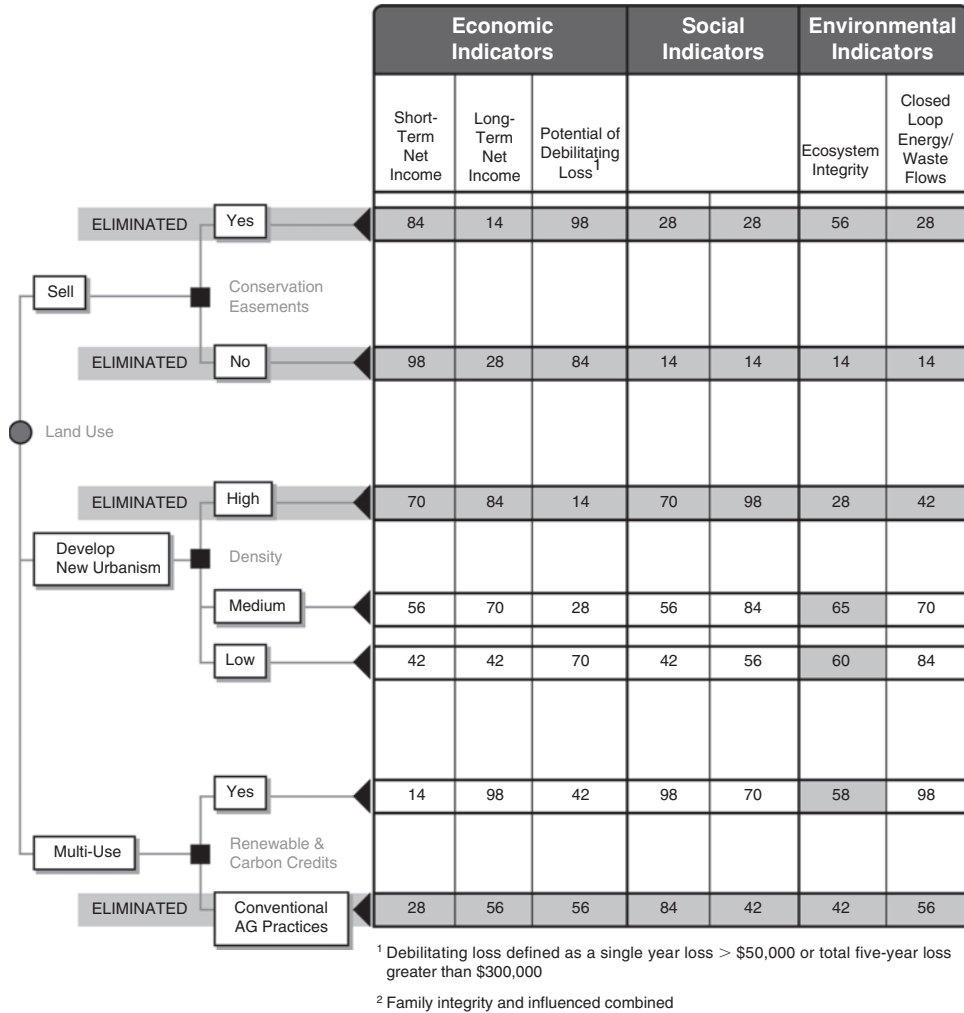 Economic Indicators
Social Indicators
Environmental Indicators
Short-Term Net Income
Long-Term Net Income
Potential of Debilitating Loss1
Ecosystem Integrity
Closed Loop Energy/Waste Flows
ELIMINATED Yes 84 14 98 28 28 56 28
Sell
Conservation Easements
ELIMINATED No 98 28 84 14 14 14 14
Land Use
ELIMINATED High 70 84 14 70 98 28 42
Develop New Urbanism
Density
Medium 56 70 28 56 84 65 70
Low 42 42 70 42 56 60 84
Yes 14 98 42 98 70 58 98
Multi-Use
Renewable & Carbon Credits
ELIMINATED Conventional AG Practices 28 56 56 84 42 42 56
1 Debilitating loss defined as a single year loss > $50,000 or total five-year loss
greater than $300,000
2 Family integrity and influenced combined